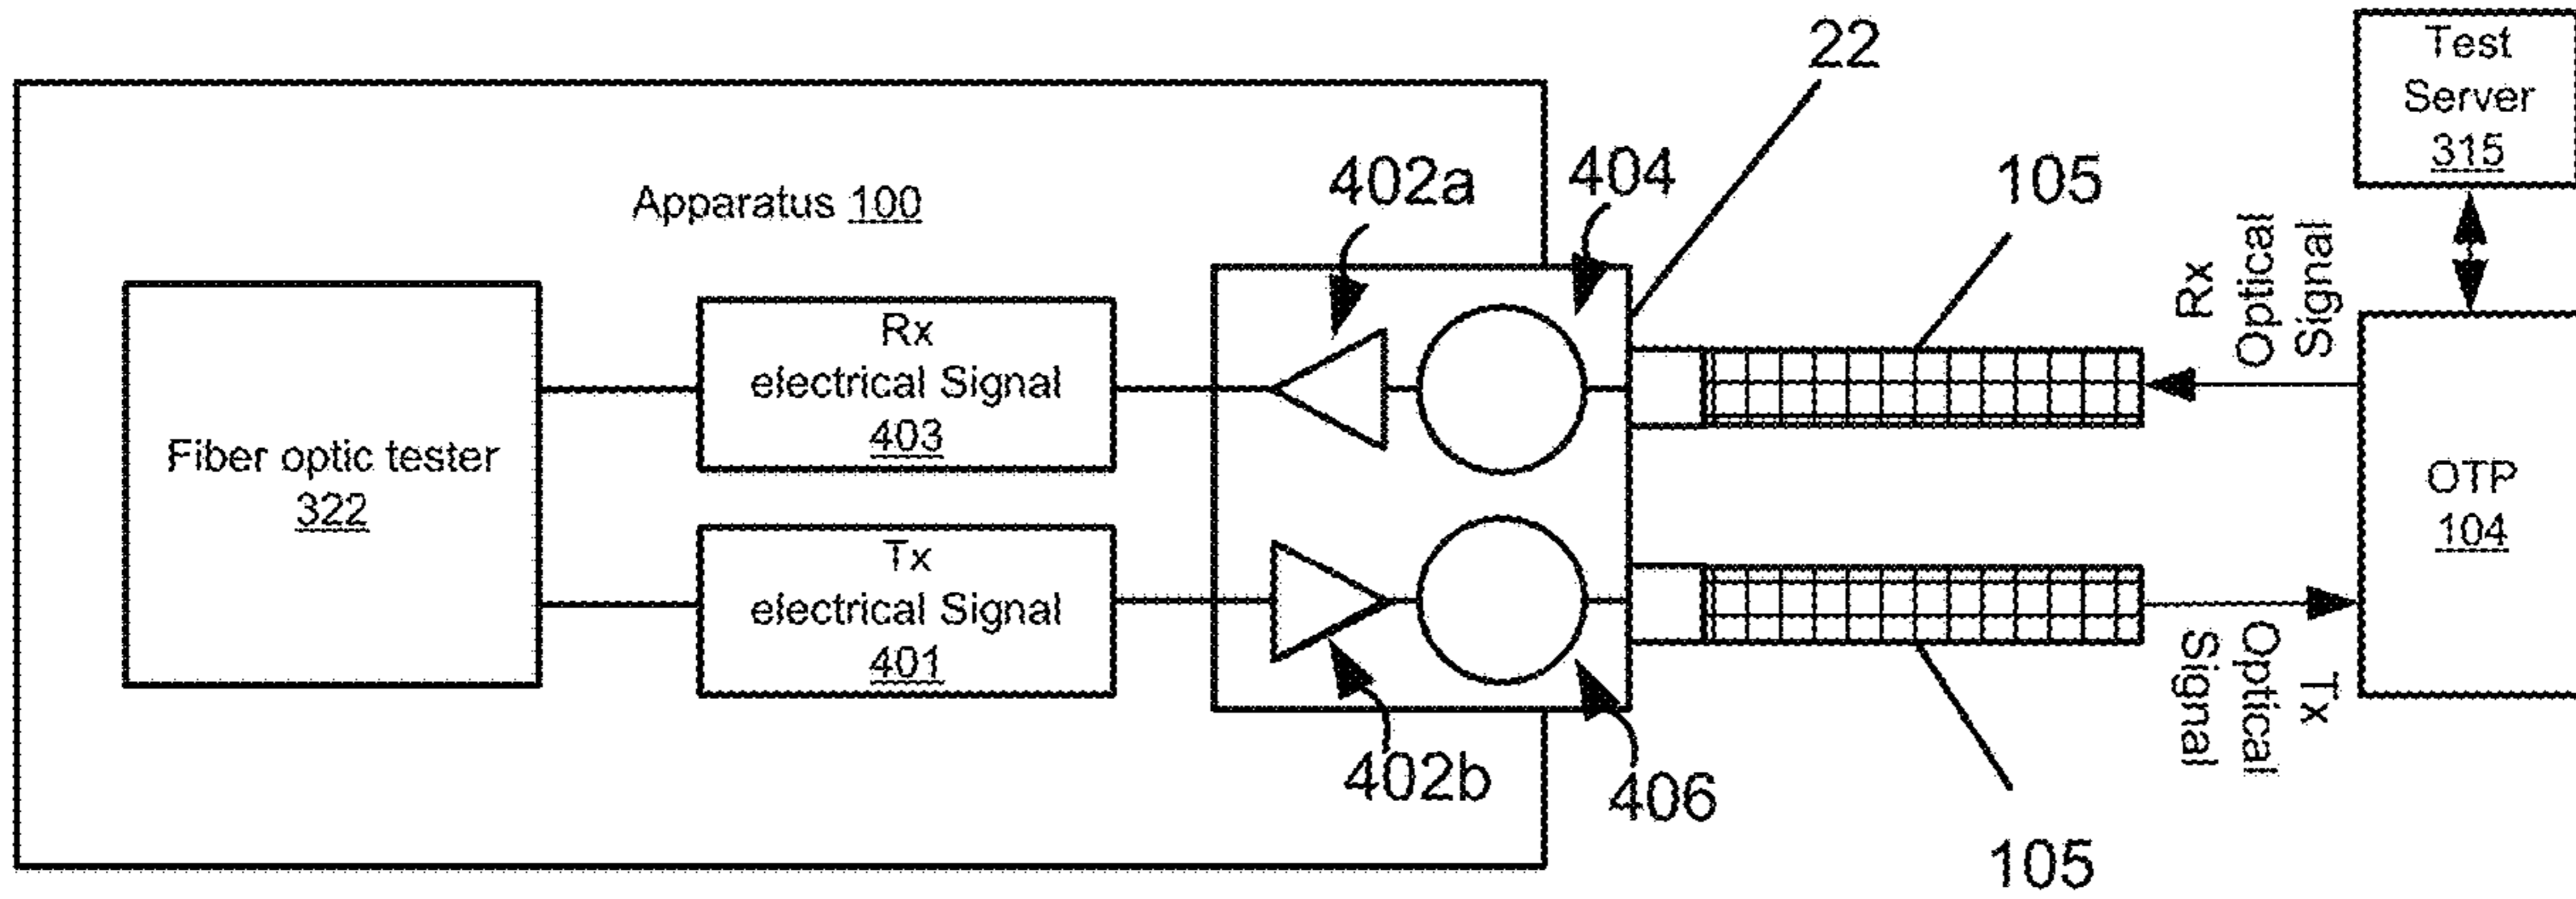 22
Test
Server
315
Apparatus 100
402a
404
105
Rx
Optical
Signal
Rx
electrical Signal
403
Fiber optic tester
322
OTP
104
Tx
electrical Signal
401
Tx
Optical
Signal
402b
406
105